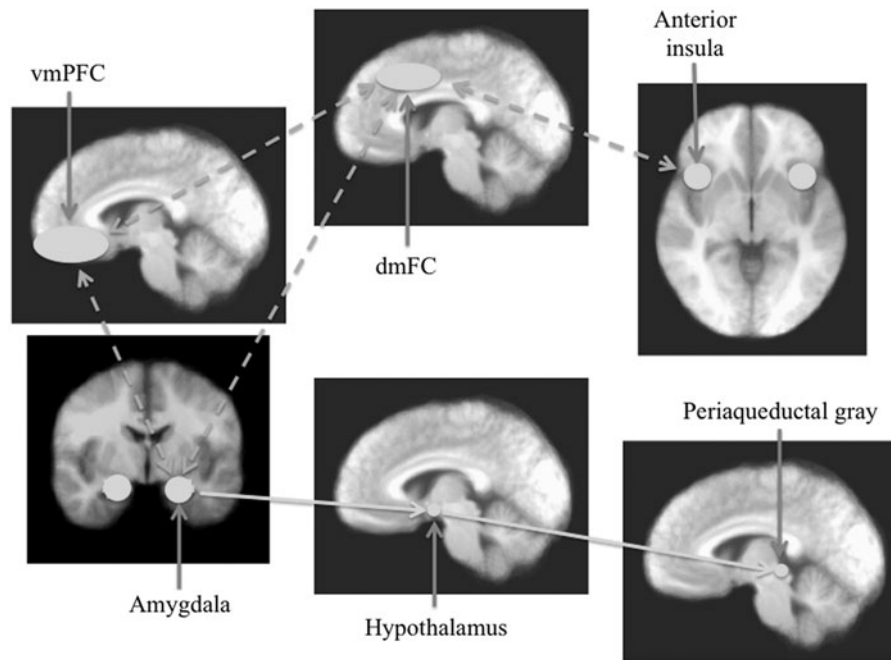 Anterior
insula
vmPFC
dmFC
Periaqueductal gray
Amygdala
Hypothalamus